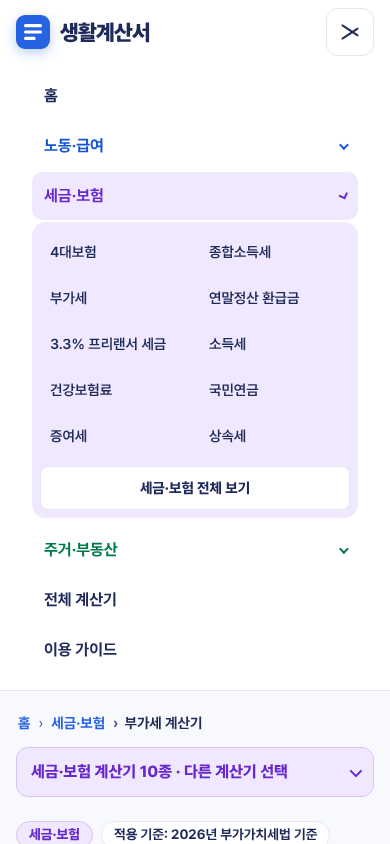 생활계산서
홈
노동·급여
세금·보험
4대보험 종합소득세
부가세 연말정산 환급금
3.3% 프리랜서 세금 소득세
건강보험료 국민연금
증여세 상속세
세금·보험 전체 보기
주거·부동산
전체 계산기
이용 가이드
홈 › 세금·보험 › 부가세 계산기
세금·보험 계산기 10종 · 다른 계산기 선택
세금·보험 적용 기준: 2026년 부가가치세법 기준